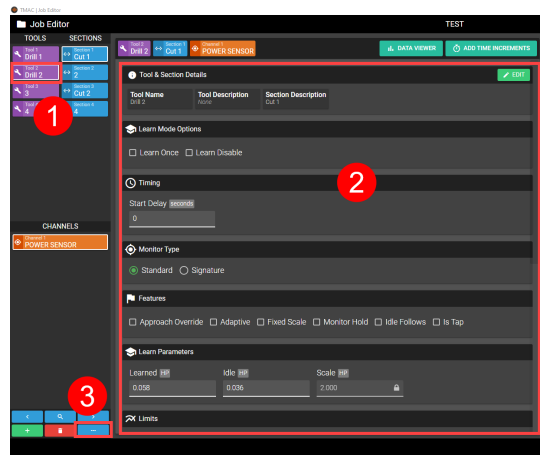 TMAC | Job Editor
Job Editor
TEST
TOOLS SECTIONS
Tool 1
Drill 1
Section 1
Cut 1
Tool 2
Drill 2
Section 2
2
Tool 3
3
Section 3
Cut 2
4
Section 4
4
1
CHANNELS
Channel 1
POWER SENSOR
3
Tool 2
Drill 2
Section 1
Cut 1
Channel 1
POWER SENSOR
DATA VIEWER
ADD TIME INCREMENTS
Tool & Section Details
EDIT
Tool Name Tool Description Section Description
Drill 2 None Cut 1
Learn Mode Options
Learn Once Learn Disable
2
Timing
Start Delay seconds
0
Monitor Type
Standard Signature
Features
Approach Override Adaptive Fixed Scale Monitor Hold Idle Follows Is Tap
Learn Parameters
Learned HP Idle HP Scale HP
0.058 0.036 2.000
Limits